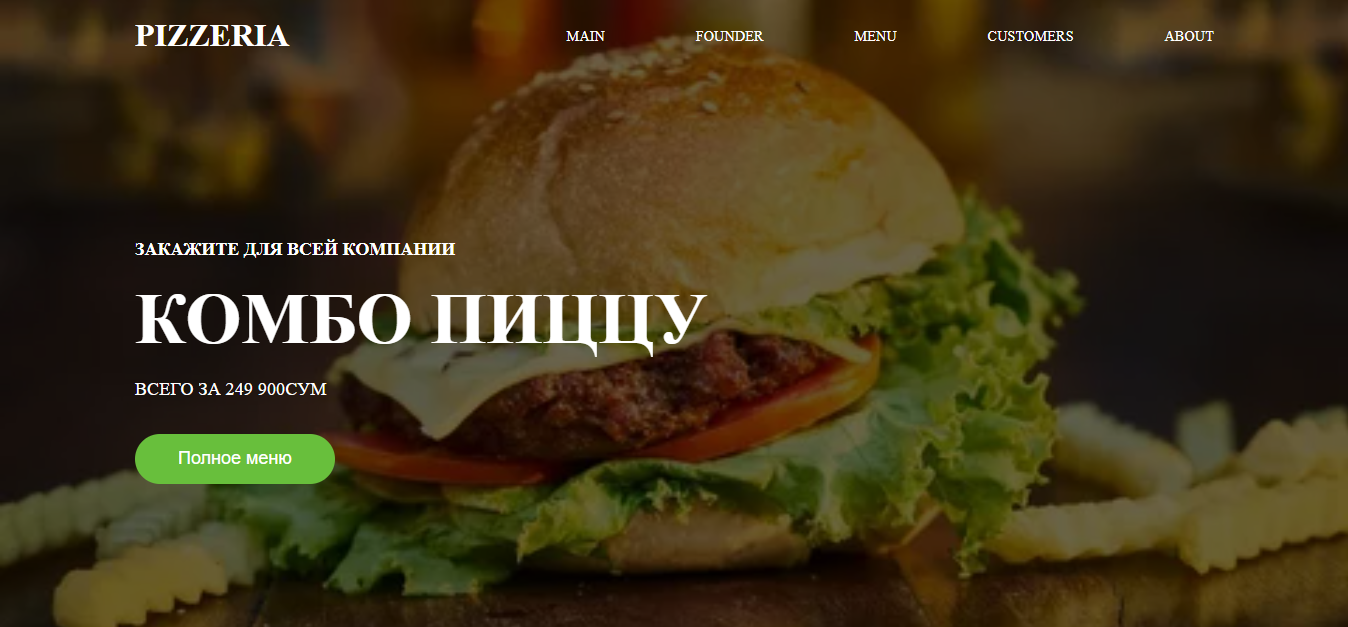 PIZZERIA
MAIN FOUNDER MENU CUSTOMERS ABOUT
ЗАКАЖИТЕ ДЛЯ ВСЕЙ КОМПАНИИ
КОМБО ПИЦЦУ
ВСЕГО ЗА 249 900СУМ
Полное меню